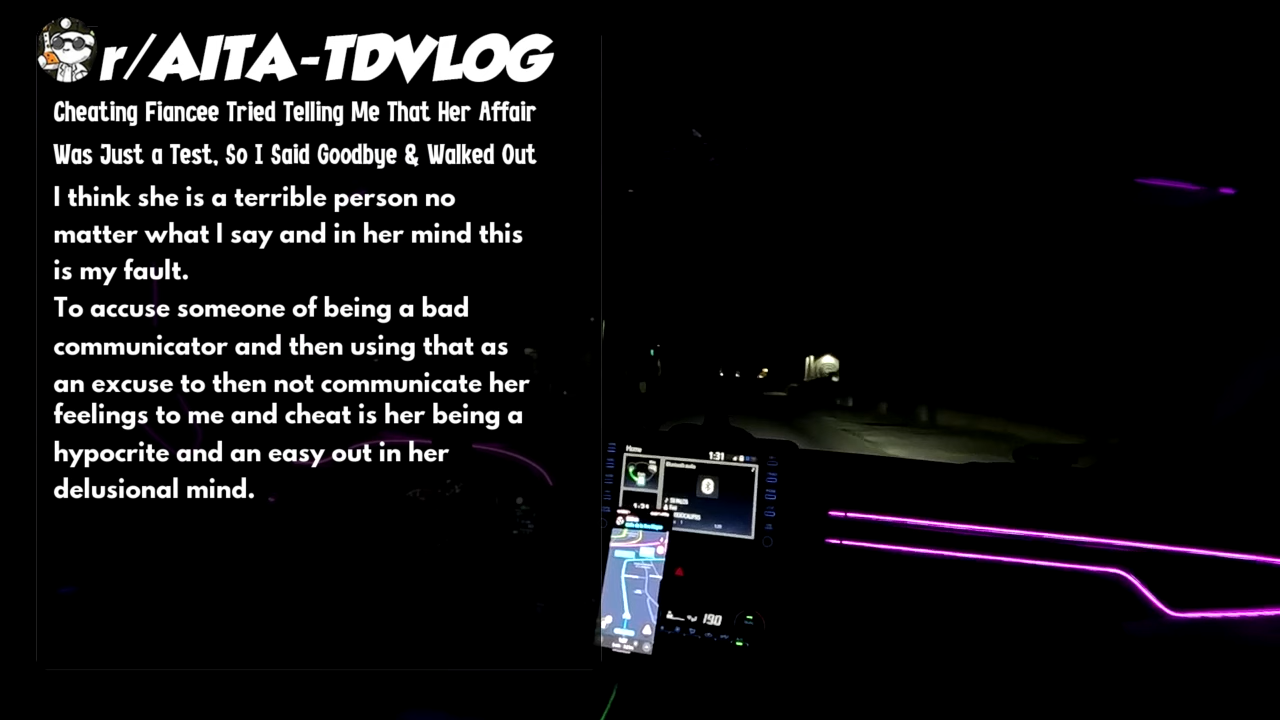 r/AITA-TDVLOG
Cheating Fiancee Tried Telling Me That Her Affair
Was Just a Test, So I Said Goodbye & Walked Out
I think she is a terrible person no
matter what I say and in her mind this
is my fault.
To accuse someone of being a bad
communicator and then using that as
an excuse to then not communicate her
feelings to me and cheat is her being a
hypocrite and an easy out in her
delusional mind.
Home
1:31
190